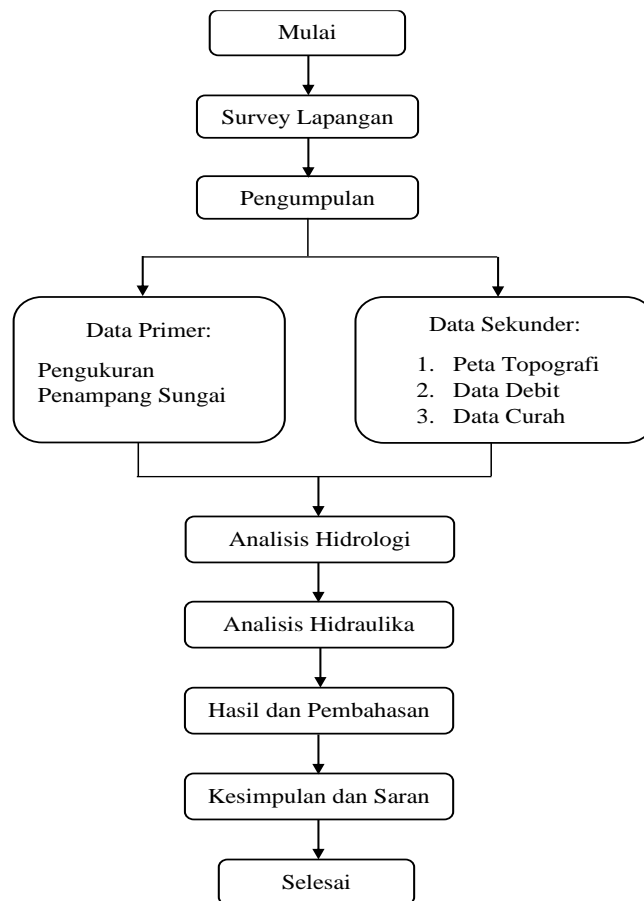 Mulai
Survey Lapangan
Pengumpulan
Data Primer:
Pengukuran
Penampang Sungai
Data Sekunder:
1. Peta Topografi
2. Data Debit
3. Data Curah
Analisis Hidrologi
Analisis Hidraulika
Hasil dan Pembahasan
Kesimpulan dan Saran
Selesai